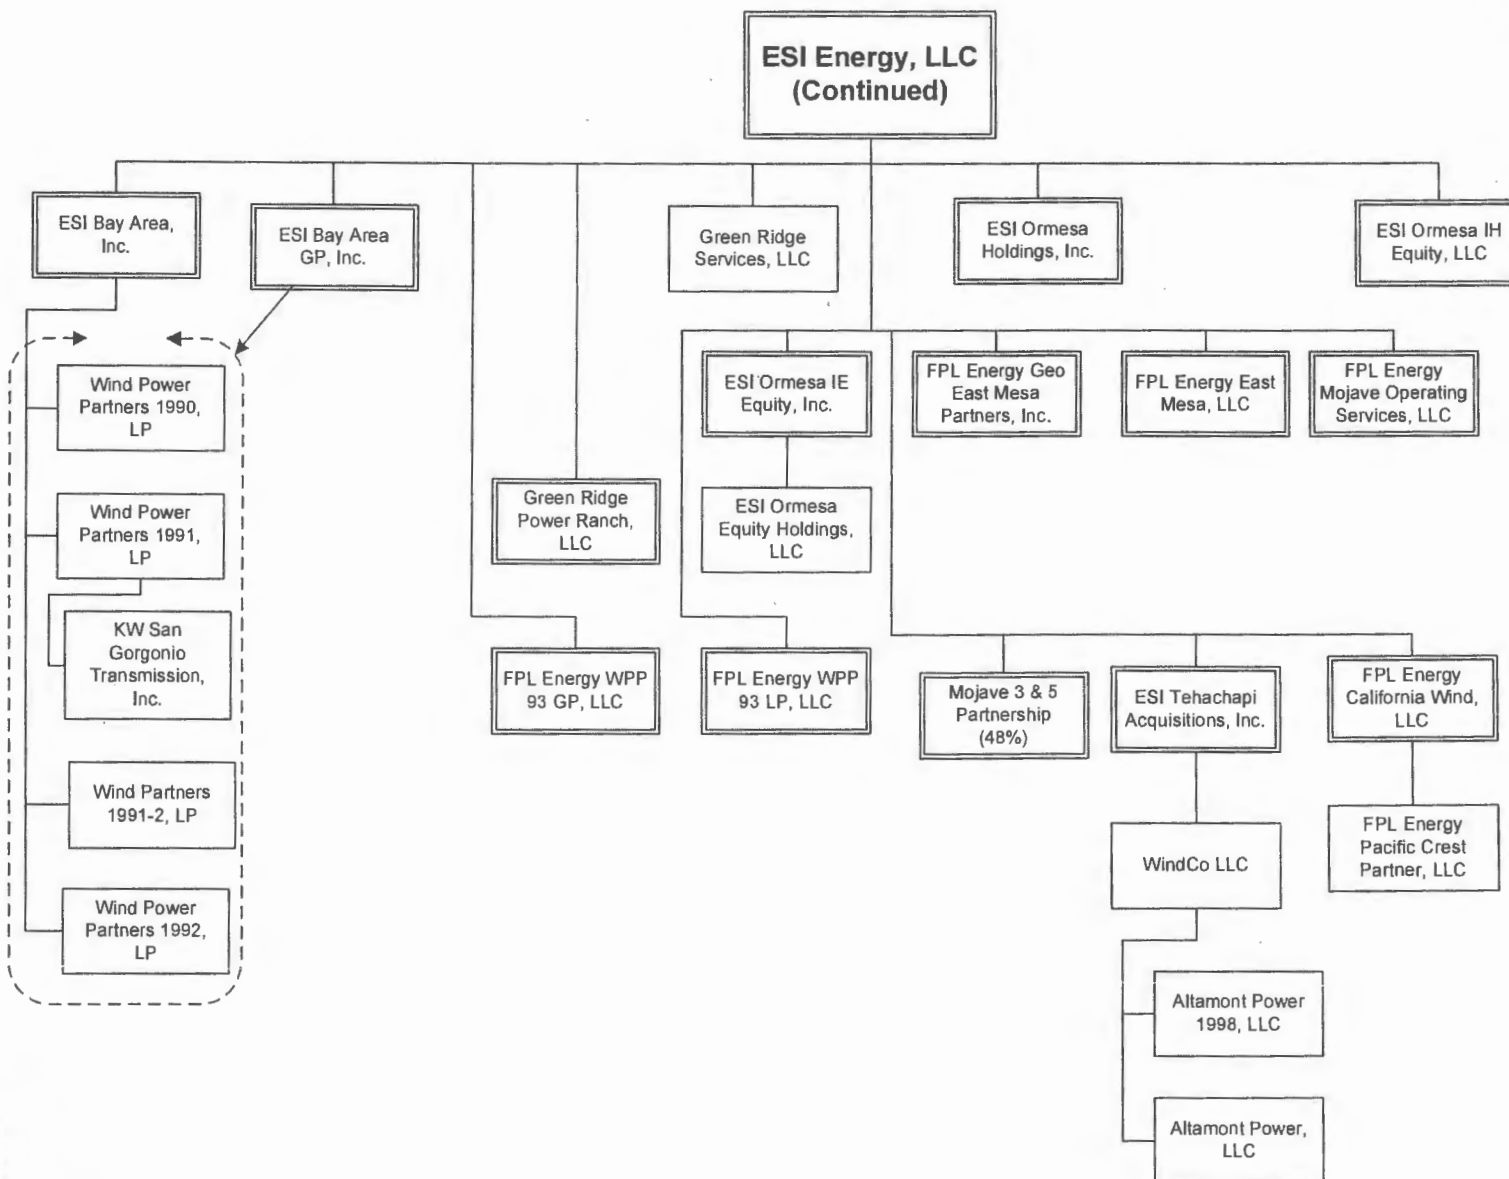 ESI Energy, LLC
(Continued)
ESI Bay Area,
Inc.
ESI Bay Area
GP, Inc.
Green Ridge
Services, LLC
ESI Ormesa
Holdings, Inc.
ESI Ormesa IH
Equity, LLC
Wind Power
Partners 1990,
LP
ESI Ormesa IE
Equity, Inc.
FPL Energy Geo
East Mesa
Partners, Inc.
FPL Energy East
Mesa, LLC
FPL Energy
Mojave Operating
Services, LLC
Wind Power
Partners 1991,
LP
Green Ridge
Power Ranch,
LLC
ESI Ormesa
Equity Holdings,
LLC
KW San
Gorgonio
Transmission,
Inc.
FPL Energy WPP
93 GP, LLC
FPL Energy WPP
93 LP, LLC
Mojave 3 & 5
Partnership
(48%)
ESI Tehachapi
Acquisitions, Inc.
FPL Energy
California Wind,
LLC
Wind Partners
1991-2, LP
WindCo LLC
FPL Energy
Pacific Crest
Partner, LLC
Wind Power
Partners 1992,
LP
Altamont Power
1998, LLC
Altamont Power,
LLC